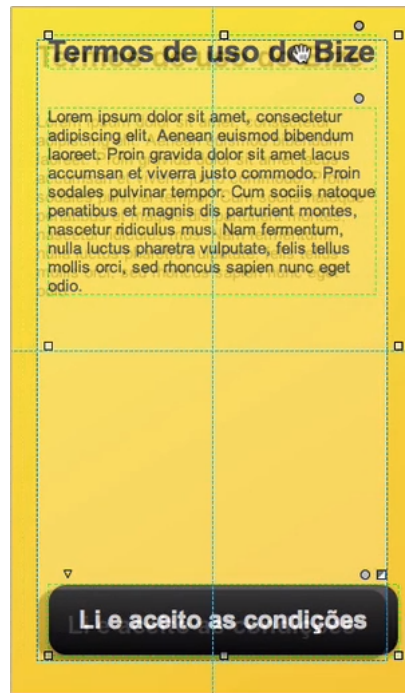 Termos de uso do Bize
Lorem ipsum dolor sit amet, consectetur
adipiscing elit. Aenean euismod bibendum
laoreet. Proin gravida dolor sit amet lacus
accumsan et viverra justo commodo. Proin
sodales pulvinar tempor. Cum sociis natoque
penatibus et magnis dis parturient montes,
nascetur ridiculus mus. Nam fermentum,
nulla luctus pharetra vulputate, felis tellus
mollis orci, sed rhoncus sapien nunc eget
odio.
Li e aceito as condições